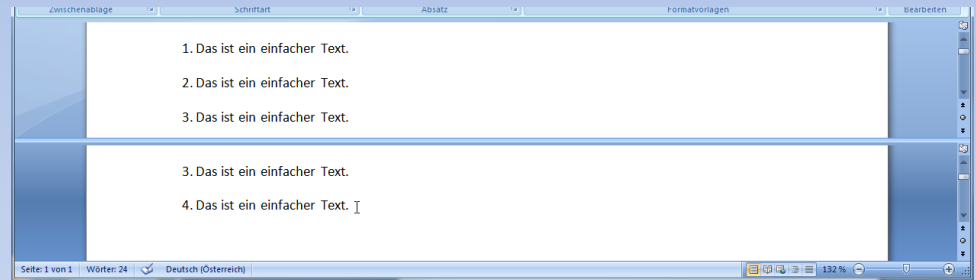 Zwischenablage Schriftart Absatz Formatvorlagen Bearbeiten
1. Das ist ein einfacher Text.
2. Das ist ein einfacher Text.
3. Das ist ein einfacher Text.
3. Das ist ein einfacher Text.
4. Das ist ein einfacher Text.
Seite: 1 von 1 Wörter: 24 Deutsch (Österreich) 132 %